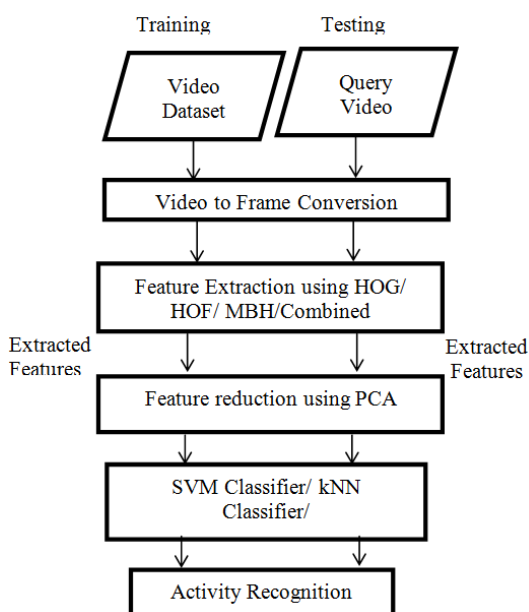 Training
Testing
Video
Dataset
Query
Video
Video to Frame Conversion
Feature Extraction using HOG/
HOF/ MBH/Combined
Extracted
Features
Extracted
Features
Feature reduction using PCA
SVM Classifier/ kNN
Classifier/
Activity Recognition